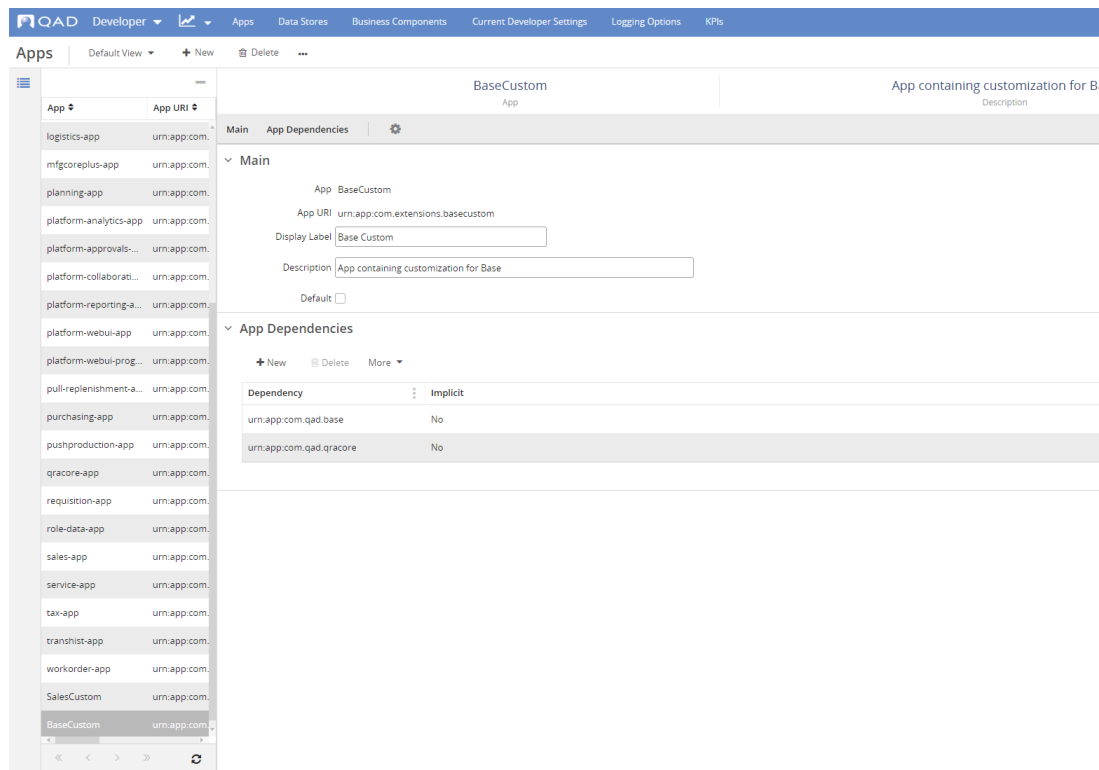 QAD Developer Apps Data Stores Business Components Current Developer Settings Logging Options KPIs
Apps Default View + New Delete ...
BaseCustom
App
App containing customization for B
Description
App App URI
logistics-app urn:app:com.
mfgcoreplus-app urn:app:com.
planning-app urn:app:com.
platform-analytics-app urn:app:com.
platform-approvals-... urn:app:com.
platform-collaborati... urn:app:com.
platform-reporting-a... urn:app:com.
platform-webui-app urn:app:com.
platform-webui-prog... urn:app:com.
pull-replenishment-a... urn:app:com.
purchasing-app urn:app:com.
pushproduction-app urn:app:com.
qracore-app urn:app:com.
requisition-app urn:app:com.
role-data-app urn:app:com.
sales-app urn:app:com.
service-app urn:app:com.
tax-app urn:app:com.
transhist-app urn:app:com.
workorder-app urn:app:com.
SalesCustom urn:app:com.
BaseCustom urn:app:com.
Main App Dependencies
Main
App BaseCustom
App URI urn:app:com.extensions.basecustom
Display Label Base Custom
Description App containing customization for Base
Default
App Dependencies
+ New Delete More
Dependency Implicit
urn:app:com.qad.base No
urn:app:com.qad.qracore No